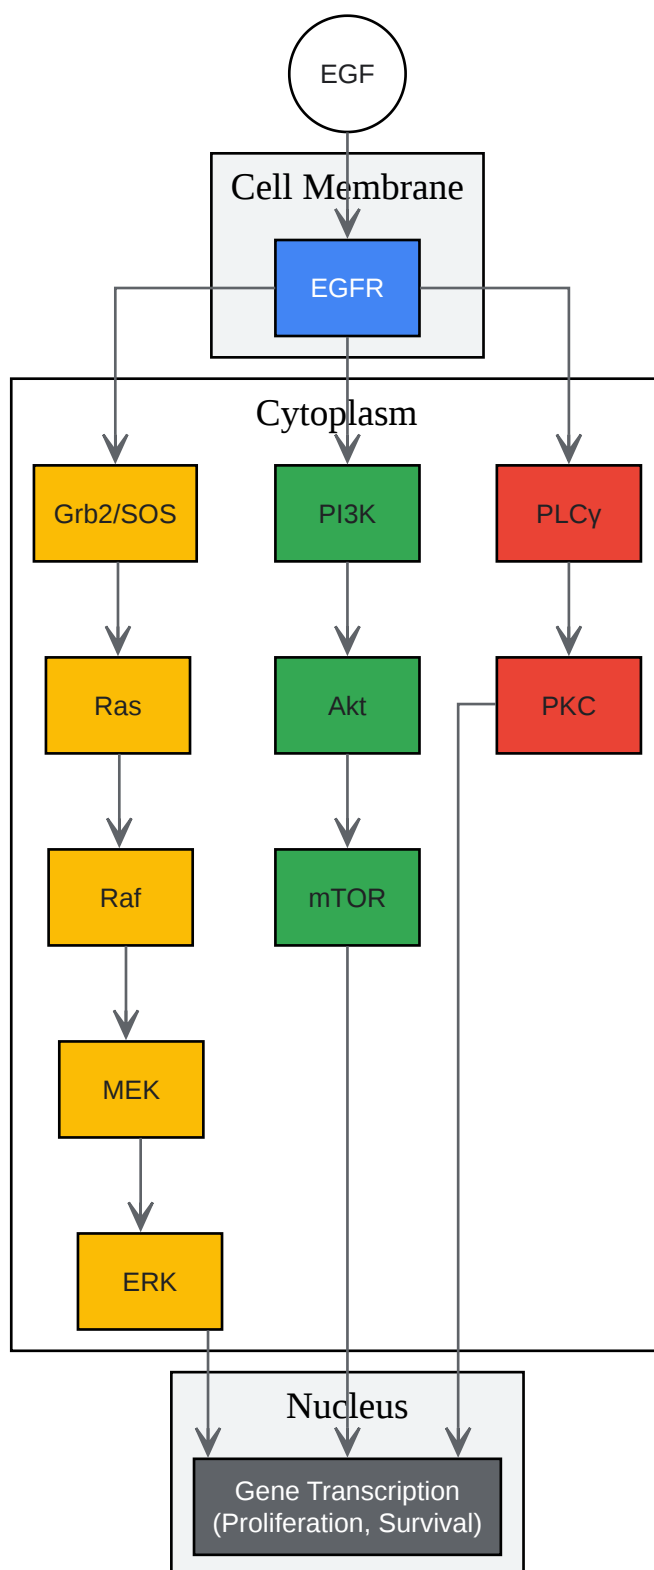 EGF
Cell Membrane
EGFR
Cytoplasm
Grb2/SOS
PI3K
PLCγ
Ras
Akt
PKC
Raf
mTOR
MEK
ERK
Nucleus
Gene Transcription
(Proliferation, Survival)